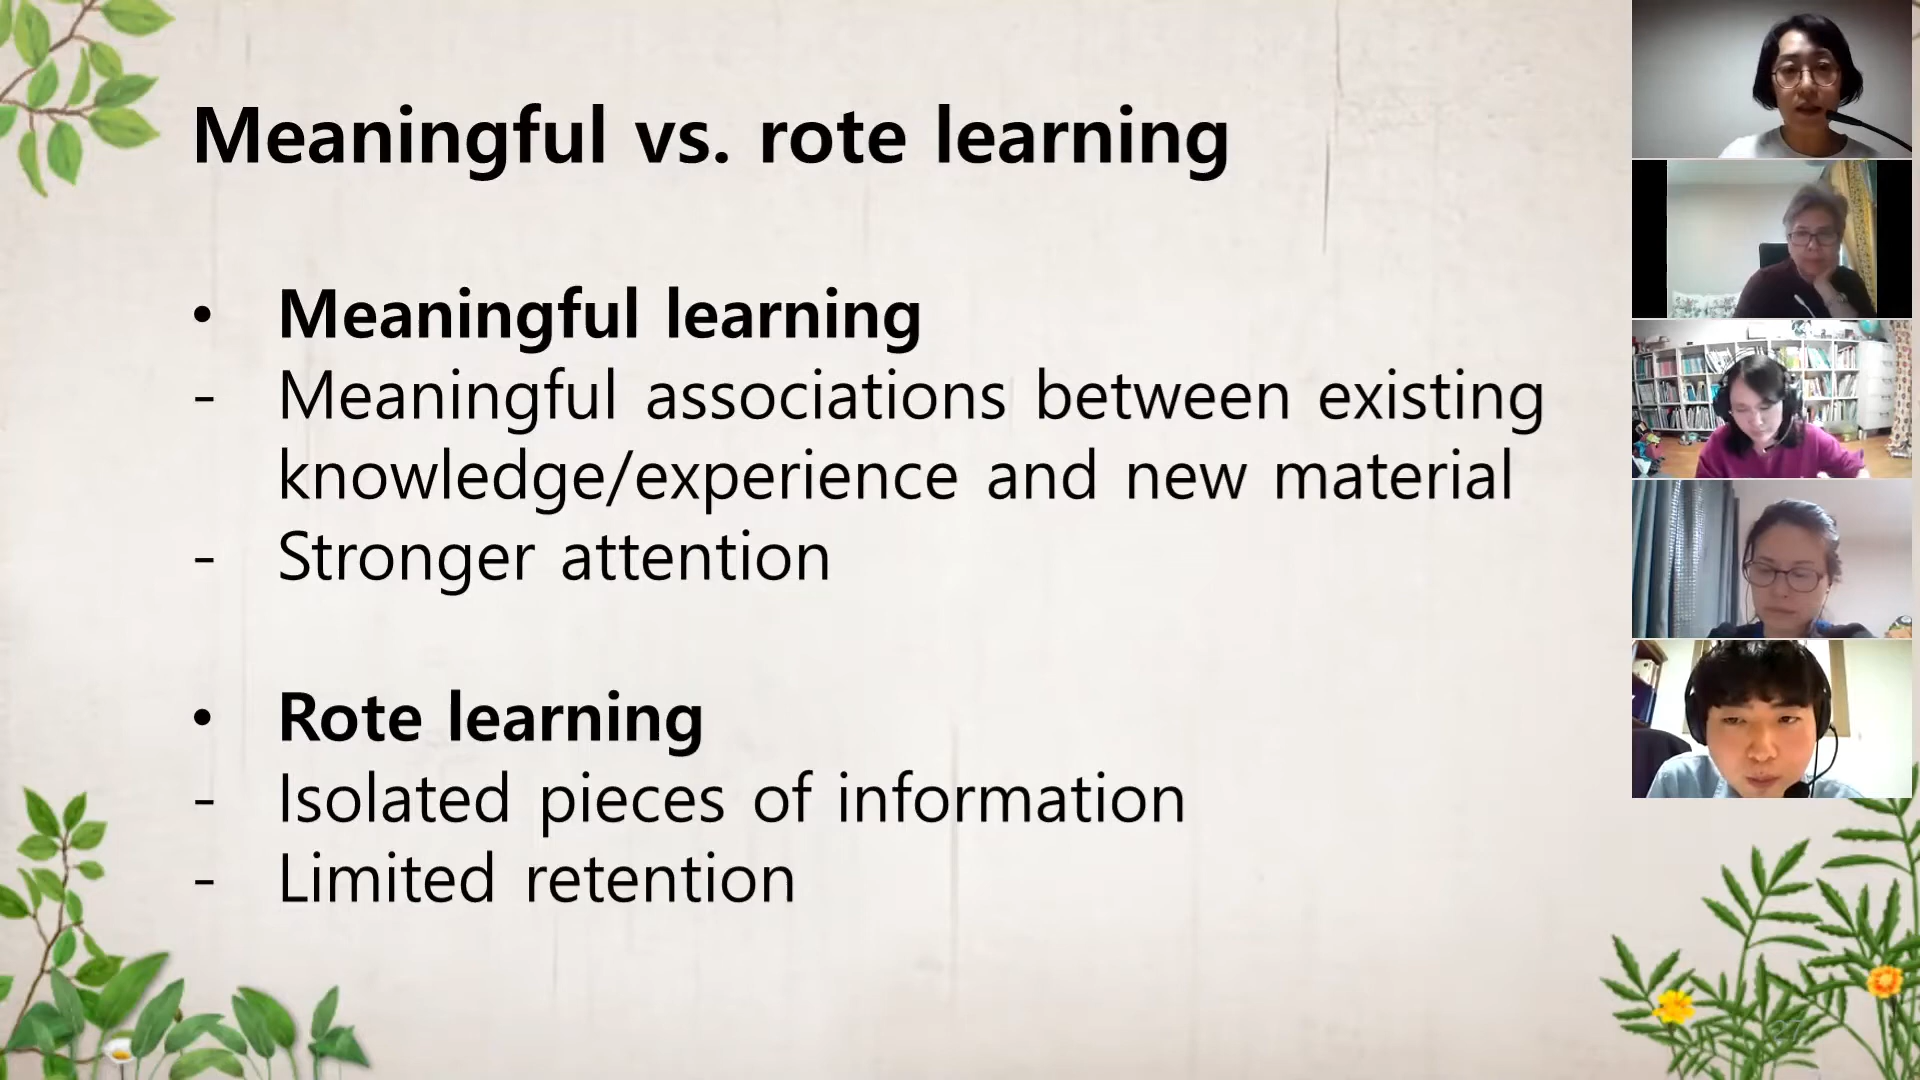 Meaningful vs. rote learning
• Meaningful learning
- Meaningful associations between existing
knowledge/experience and new material
- Stronger attention
• Rote learning
- Isolated pieces of information
- Limited retention
27